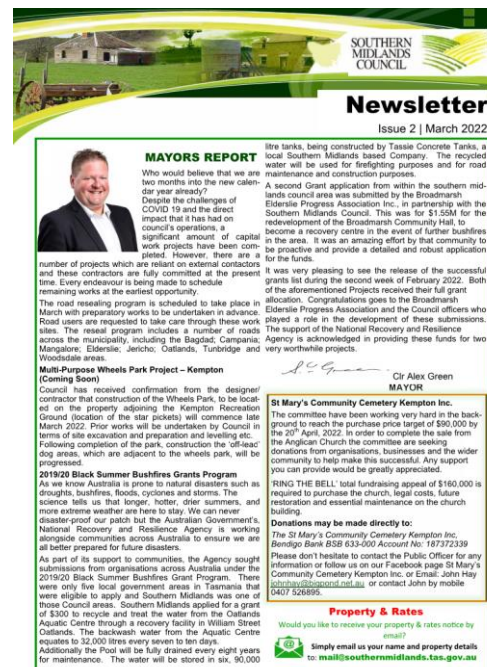 SOUTHERN
MIDLANDS
COUNCIL
Newsletter
Issue 2 | March 2022
MAYORS REPORT
Who would believe that we are
two months into the new calen-
dar year already?
Despite the challenges of
COVID 19 and the direct
impact that it has had on
council's operations, a
significant amount of capital
work projects have been com-
pleted. However, there are a
number of projects which are reliant on external contactors
and these contractors are fully committed at the present
time. Every endeavour is being made to schedule
remaining works at the earliest opportunity.
The road resealing program is scheduled to take place in
March with preparatory works to be undertaken in advance.
Road users are requested to take care through these work
sites. The reseal program includes a number of roads
across the municipality, including the Bagdad; Campania;
Mangalore; Elderslie; Jericho; Oatlands, Tunbridge and
Woodsdale areas.
Multi-Purpose Wheels Park Project – Kempton
(Coming Soon)
Council has received confirmation from the designer/
contractor that construction of the Wheels Park, to be locat-
ed on the property adjoining the Kempton Recreation
Ground (location of the star pickets) will commence late
March 2022. Prior works will be undertaken by Council in
terms of site excavation and preparation and levelling etc.
Following completion of the park, construction the 'off-lead'
dog areas, which are adjacent to the wheels park, will be
progressed.
2019/20 Black Summer Bushfires Grants Program
As we know Australia is prone to natural disasters such as
droughts, bushfires, floods, cyclones and storms. The
science tells us that longer, hotter, drier summers, and
more extreme weather are here to stay. We can never
disaster-proof our patch but the Australian Government's,
National Recovery and Resilience Agency is working
alongside communities across Australia to ensure we are
all better prepared for future disasters.
As part of its support to communities, the Agency sought
submissions from organisations across Australia under the
2019/20 Black Summer Bushfires Grant Program. There
were only five local government areas in Tasmania that
were eligible to apply and Southern Midlands was one of
those Council areas. Southern Midlands applied for a grant
of $300 to recycle and treat the water from the Oatlands
Aquatic Centre through a recovery facility in William Street
Oatlands. The backwash water from the Aquatic Centre
equates to 32,000 litres every seven to ten days.
Additionally the Pool will be fully drained every eight years
for maintenance. The water will be stored in six, 90,000
litre tanks, being constructed by Tassie Concrete Tanks, a
local Southern Midlands based Company. The recycled
water will be used for firefighting purposes and for road
maintenance and construction purposes.
A second Grant application from within the southern mid-
lands council area was submitted by the Broadmarsh
Elderslie Progress Association Inc., in partnership with the
Southern Midlands Council. This was for $1.55M for the
redevelopment of the Broadmarsh Community Hall, to
become a recovery centre in the event of further bushfires
in the area. It was an amazing effort by that community to
be proactive and provide a detailed and robust application
for the funds.
It was very pleasing to see the release of the successful
grants list during the second week of February 2022. Both
of the aforementioned Projects received their full grant
allocation. Congratulations goes to the Broadmarsh
Elderslie Progress Association and the Council officers who
played a role in the development of these submissions.
The support of the National Recovery and Resilience
Agency is acknowledged in providing these funds for two
very worthwhile projects.
Clr Alex Green
MAYOR
St Mary's Community Cemetery Kempton Inc.
The committee have been working very hard in the back-
ground to reach the purchase price target of $90,000 by
the 20th April, 2022. In order to complete the sale from
the Anglican Church the committee are seeking
donations from organisations, businesses and the wider
community to help make this successful. Any support
you can provide would be greatly appreciated.
'RING THE BELL' total fundraising appeal of $160,000 is
required to purchase the church, legal costs, future
restoration and essential maintenance on the church
building.
Donations may be made directly to:
The St Mary's Community Cemetery Kempton Inc.
Bendigo Bank BSB 633-000 Account No: 187372339
Please don't hesitate to contact the Public Officer for any
information or follow us on our Facebook page St Mary's
Community Cemetery Kempton Inc. or Email: John Hay
johnhay@bigpond.net.au or contact John by mobile
0407 526895.
Property & Rates
Would you like to receive your property & rates notice by
email?
Simply email us your name and property details
to: mail@southernmidlands.tas.gov.au